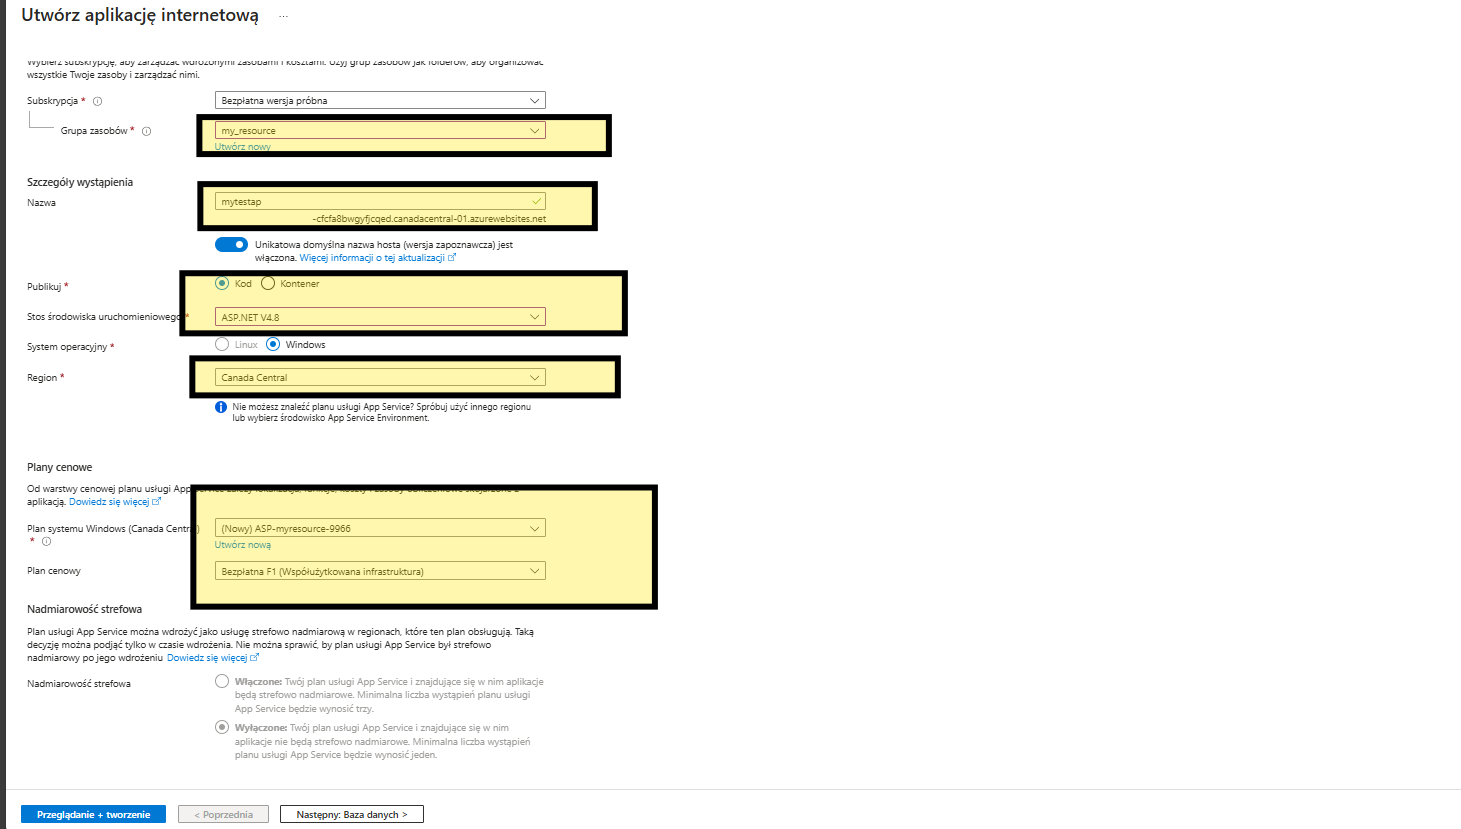 Utwórz aplikację internetową ...
Wybierz subskrypcję, aby zarządzać wdrożonymi zasobami i kosztami. Użyj grup zasobów jak folderów, aby organizować
wszystkie Twoje zasoby i zarządzać nimi.
Subskrypcja *
Bezpłatna wersja próbna
Grupa zasobów *
my_resource
Utwórz nowy
Szczegóły wystąpienia
Nazwa
mytestap
-cfcfa8bwgyfjcqed.canadacentral-01.azurewebsites.net
Unikatowa domyślna nazwa hosta (wersja zapoznawcza) jest
włączona. Więcej informacji o tej aktualizacji
Publikuj *
Kod
Kontener
Stos środowiska uruchomieniowego *
ASP.NET V4.8
System operacyjny *
Linux
Windows
Region *
Canada Central
Nie możesz znaleźć planu usługi App Service? Spróbuj użyć innego regionu
lub wybierz środowisko App Service Environment.
Plany cenowe
Od warstwy cenowej planu usługi App
aplikacją. Dowiedz się więcej
Plan systemu Windows (Canada Central)
*
(Nowy) ASP-myresource-9966
Utwórz nową
Plan cenowy
Bezpłatna F1 (Współużytkowana infrastruktura)
Nadmiarowość strefowa
Plan usługi App Service można wdrożyć jako usługę strefowo nadmiarową w regionach, które ten plan obsługują. Taką
decyzję można podjąć tylko w czasie wdrożenia. Nie można sprawić, by plan usługi App Service był strefowo
nadmiarowy po jego wdrożeniu Dowiedz się więcej
Nadmiarowość strefowa
Włączone: Twój plan usługi App Service i znajdujące się w nim aplikacje
będą strefowo nadmiarowe. Minimalna liczba wystąpień planu usługi
App Service będzie wynosić trzy.
Wyłączone: Twój plan usługi App Service i znajdujące się w nim
aplikacje nie będą strefowo nadmiarowe. Minimalna liczba wystąpień
planu usługi App Service będzie wynosić jeden.
Przeglądanie + tworzenie
< Poprzednia
Następny: Baza danych >